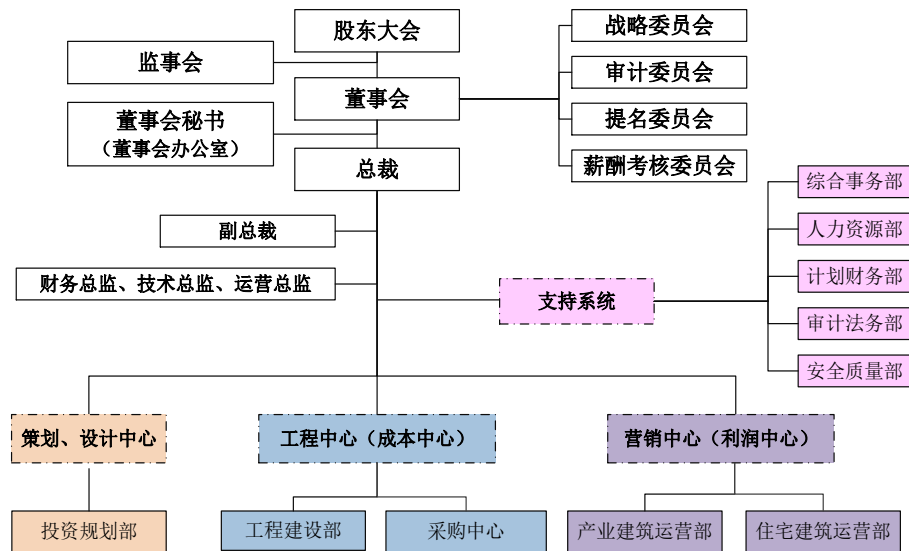 股东大会
监事会
董事会
董事会秘书
（董事会办公室）
总裁
战略委员会
审计委员会
提名委员会
薪酬考核委员会
副总裁
财务总监、技术总监、运营总监
支持系统
综合事务部
人力资源部
计划财务部
审计法务部
安全质量部
策划、设计中心
工程中心（成本中心）
营销中心（利润中心）
投资规划部
工程建设部
采购中心
产业建筑运营部
住宅建筑运营部